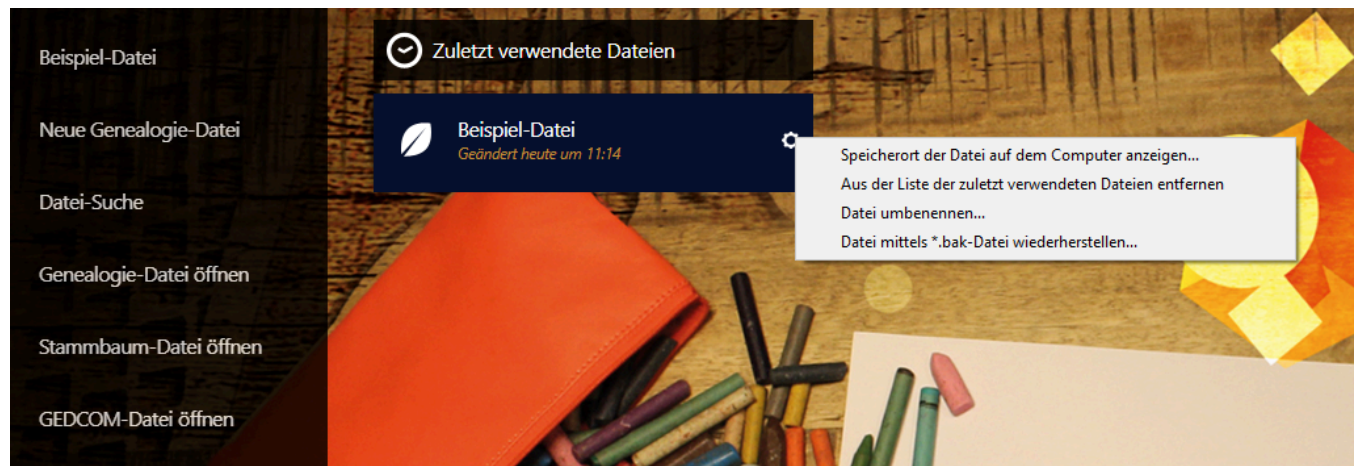 Beispiel-Datei
Neue Genealogie-Datei
Datei-Suche
Genealogie-Datei öffnen
Stammbaum-Datei öffnen
GEDCOM-Datei öffnen
Zuletzt verwendete Dateien
Beispiel-Datei
Geändert heute um 11:14
Speicherort der Datei auf dem Computer anzeigen...
Aus der Liste der zuletzt verwendeten Dateien entfernen
Datei umbenennen...
Datei mittels *.bak-Datei wiederherstellen...